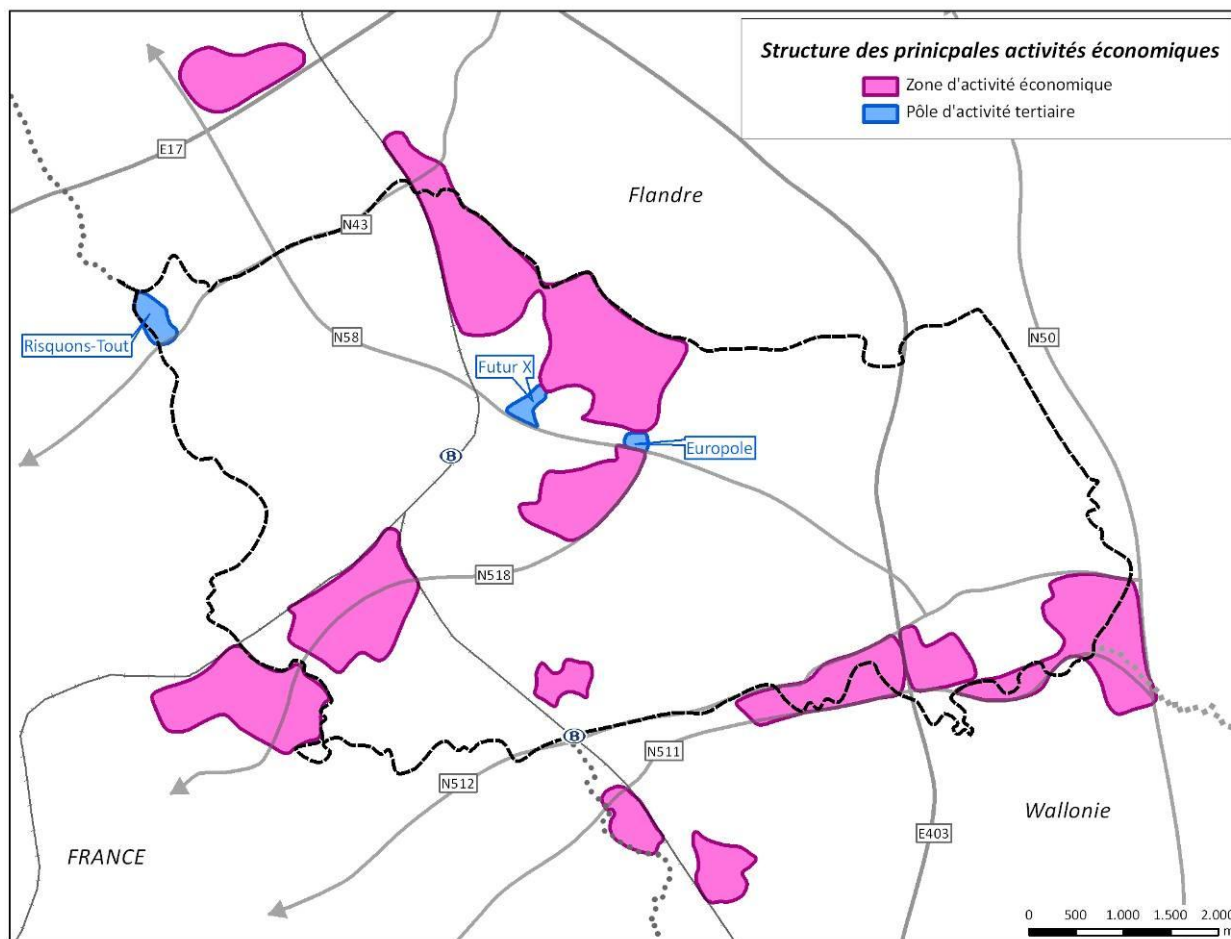 Structure des prinicpales activités économiques
Zone d'activité économique
Pôle d'activité tertiaire
E17
Flandre
N43
Risquons-Tout
N58
N50
Futur X
Europole
B
N518
B
N511
N512
Wallonie
E403
FRANCE
0 500 1.000 1.500 2.000
m